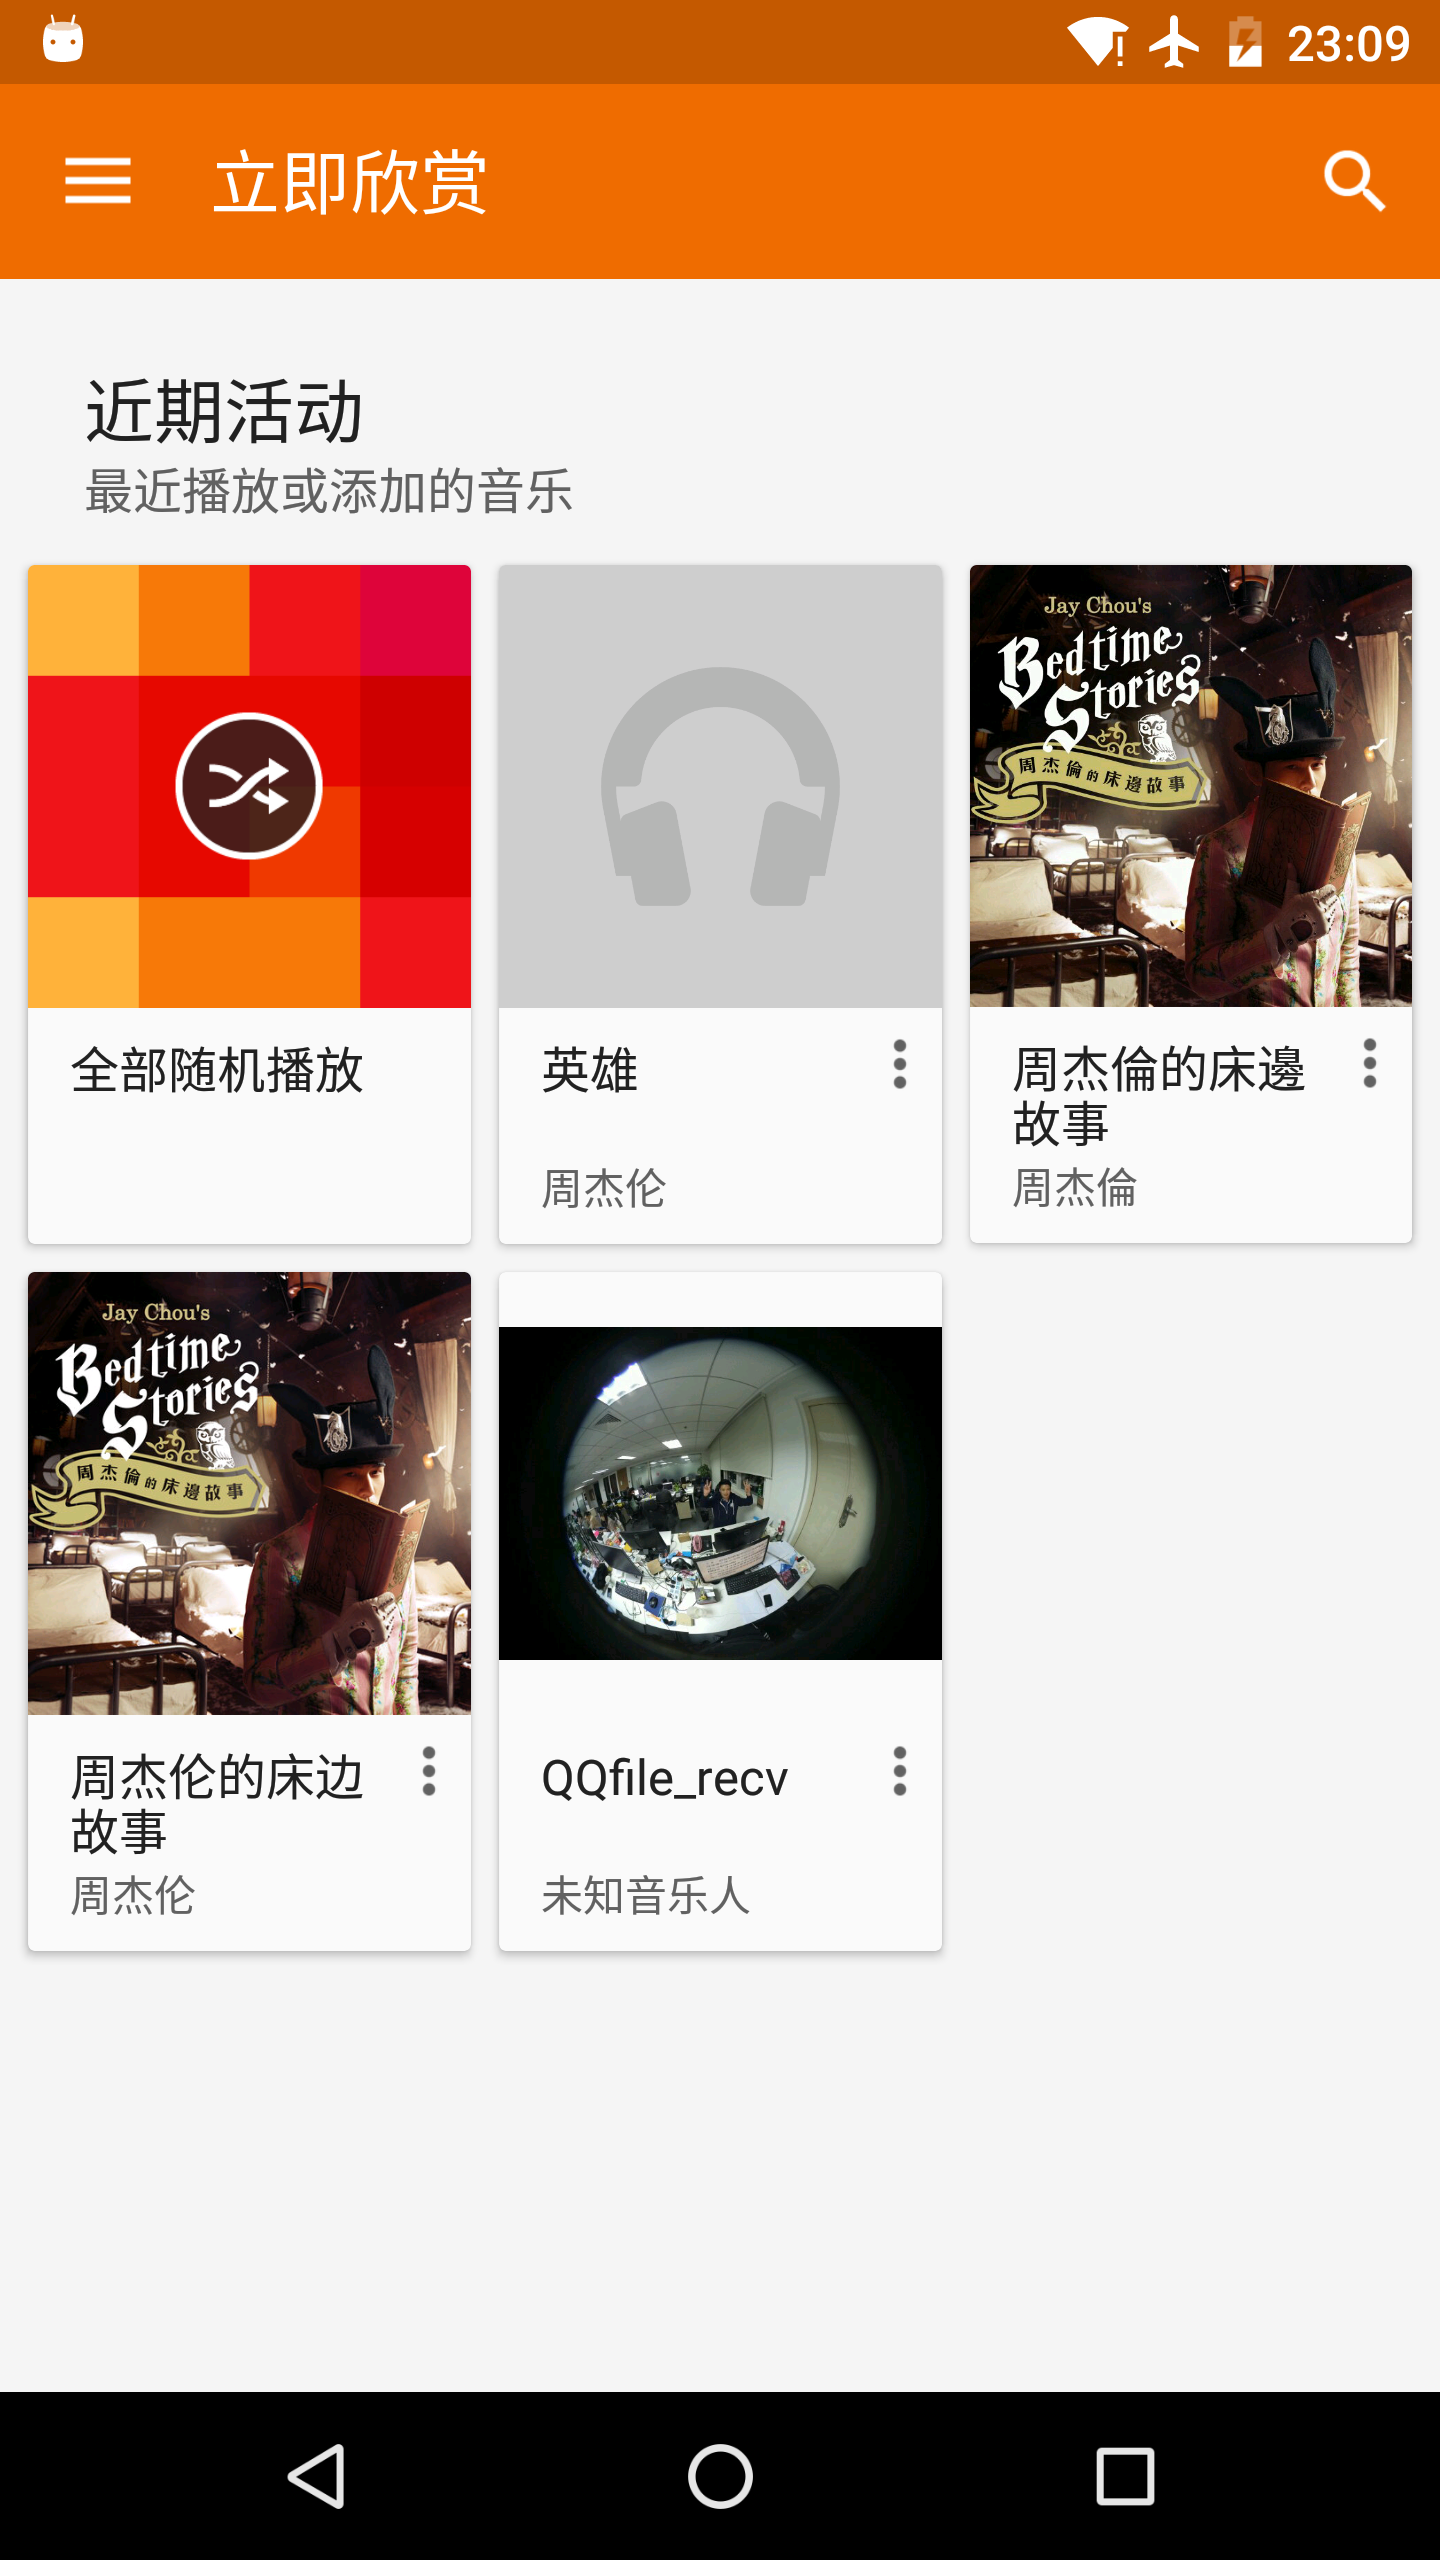 23:09
立即欣赏
近期活动
最近播放或添加的音乐
Jay Chou's
Bedtime
Stories
周杰倫的床邊故事
全部随机播放
英雄
周杰伦
周杰倫的床邊
故事
周杰倫
Jay Chou's
Bedtime
Stories
周杰倫的床邊故事
周杰伦的床边
故事
周杰伦
QQfile_recv
未知音乐人